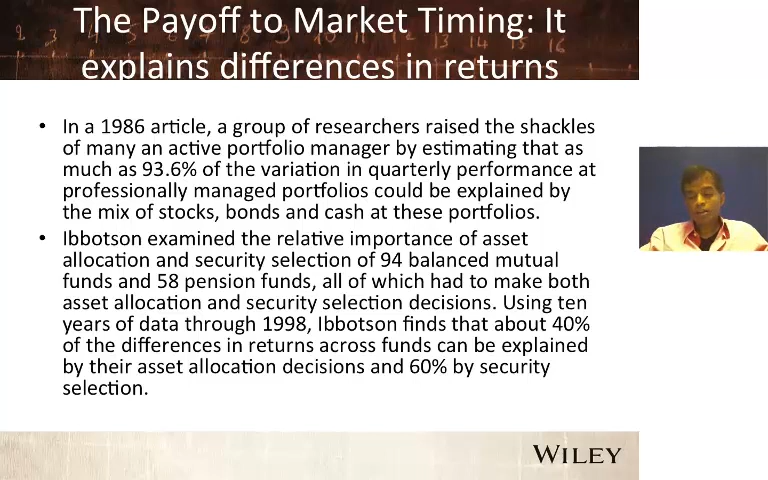 The Payoff to Market Timing: It
explains differences in returns
• In a 1986 article, a group of researchers raised the shackles
of many an active portfolio manager by estimating that as
much as 93.6% of the variation in quarterly performance at
professionally managed portfolios could be explained by
the mix of stocks, bonds and cash at these portfolios.
• Ibbotson examined the relative importance of asset
allocation and security selection of 94 balanced mutual
funds and 58 pension funds, all of which had to make both
asset allocation and security selection decisions. Using ten
years of data through 1998, Ibbotson finds that about 40%
of the differences in returns across funds can be explained
by their asset allocation decisions and 60% by security
selection.
WILEY